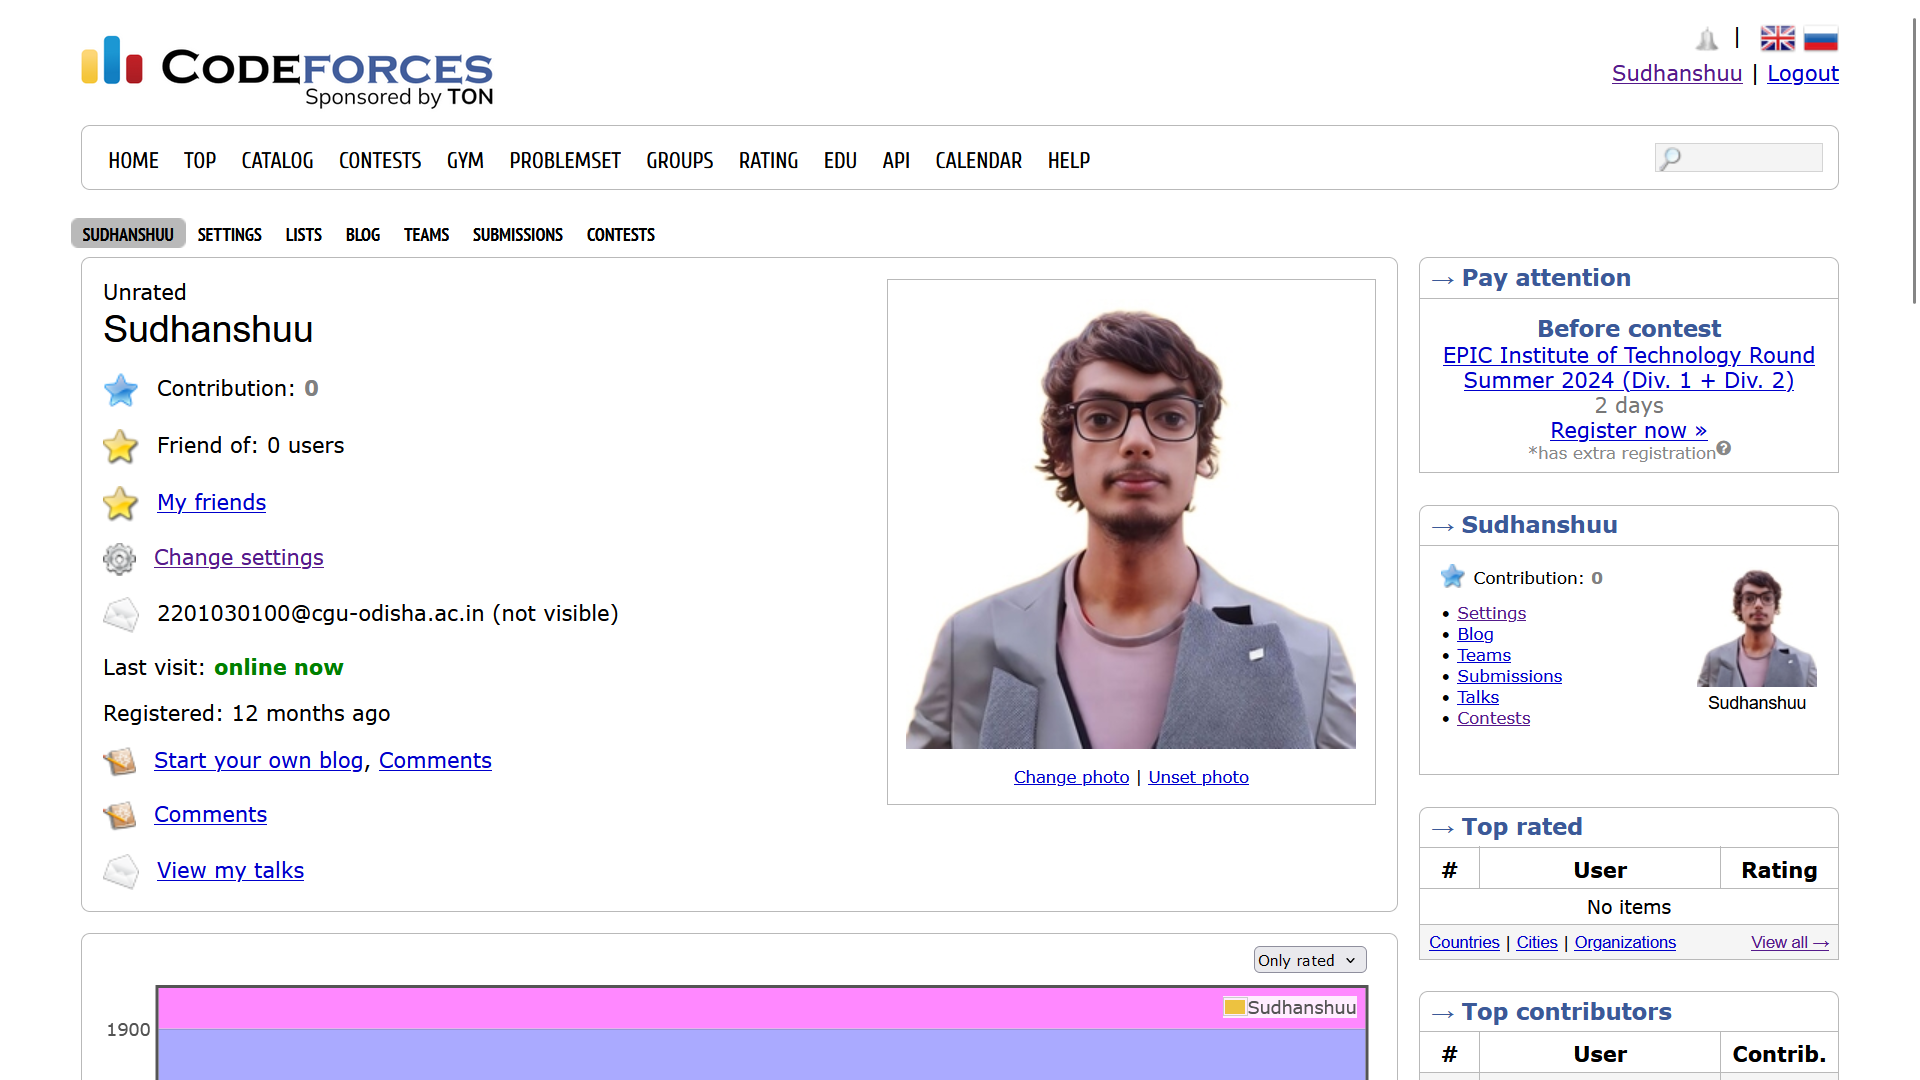 CODEFORCES
Sponsored by TON
|
Sudhanshuu | Logout
HOME TOP CATALOG CONTESTS GYM PROBLEMSET GROUPS RATING EDU API CALENDAR HELP
SUDHANSHUU SETTINGS LISTS BLOG TEAMS SUBMISSIONS CONTESTS
Unrated
Sudhanshuu
Contribution: 0
Friend of: 0 users
My friends
Change settings
2201030100@cgu-odisha.ac.in (not visible)
Last visit: online now
Registered: 12 months ago
Start your own blog, Comments
Comments
View my talks
Change photo | Unset photo
Only rated
Sudhanshuu
1900
→ Pay attention
Before contest
EPIC Institute of Technology Round
Summer 2024 (Div. 1 + Div. 2)
2 days
Register now »
*has extra registration?
→ Sudhanshuu
Contribution: 0
• Settings
• Blog
• Teams
• Submissions
• Talks
• Contests
Sudhanshuu
→ Top rated
# User Rating
No items
Countries | Cities | Organizations View all →
→ Top contributors
# User Contrib.